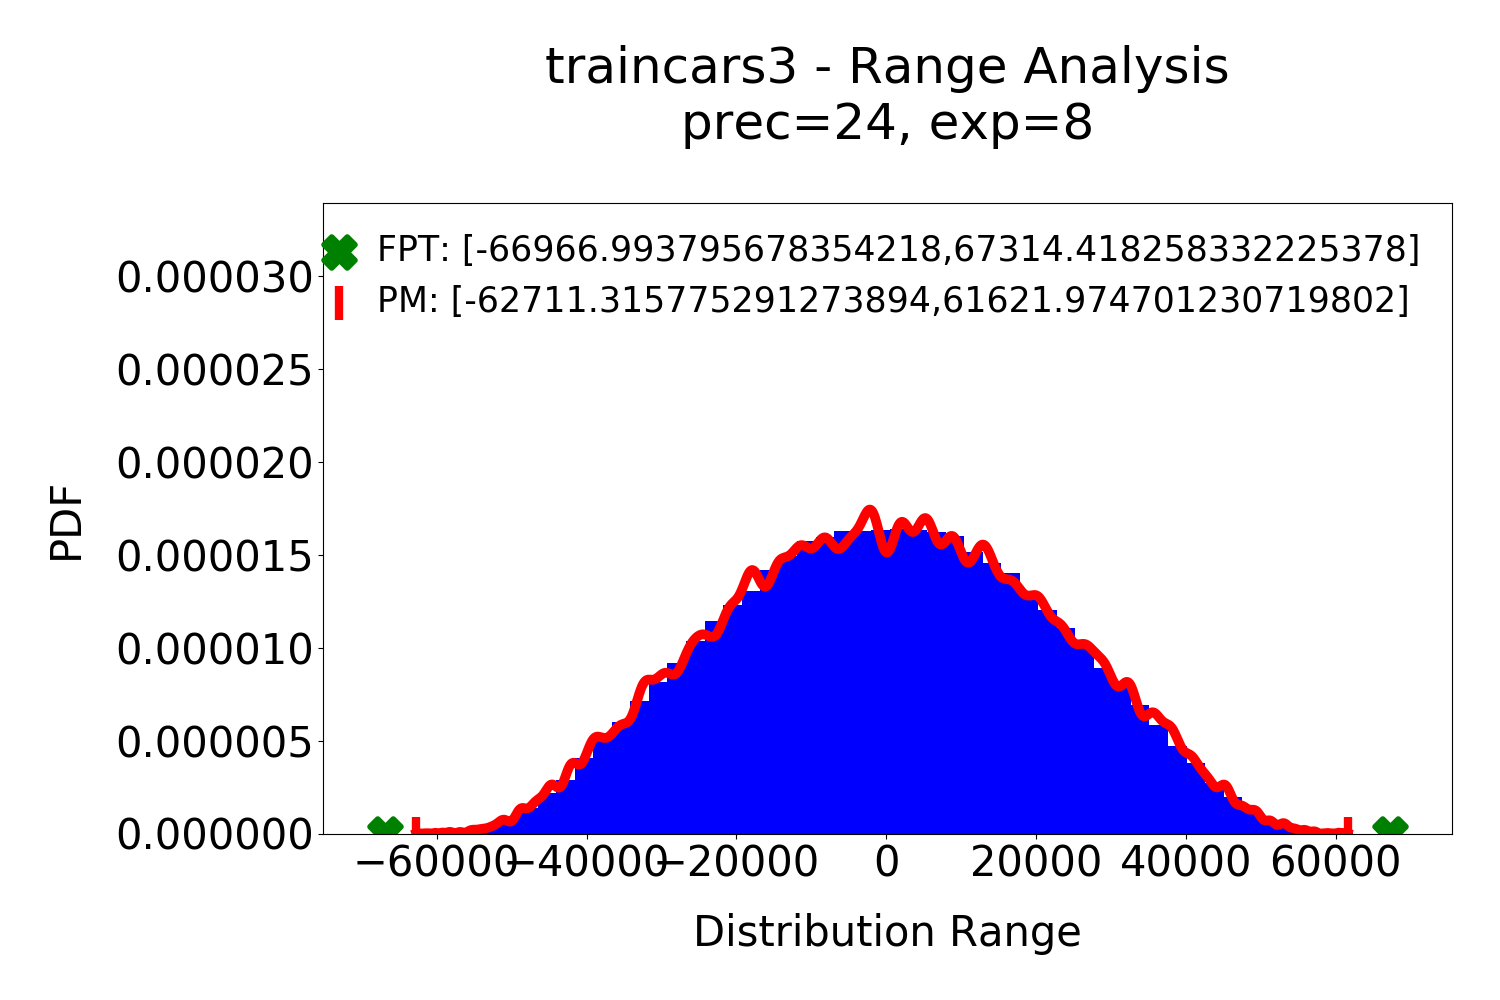 traincars3 - Range Analysis
prec=24, exp=8
FPT: [-66966.993795678354218,67314.418258332225378]
PM: [-62711.315775291273894,61621.974701230719802]
0.000030
0.000025
0.000020
0.000015
0.000010
0.000005
0.000000
PDF
−60000 −40000 −20000 0 20000 40000 60000
Distribution Range